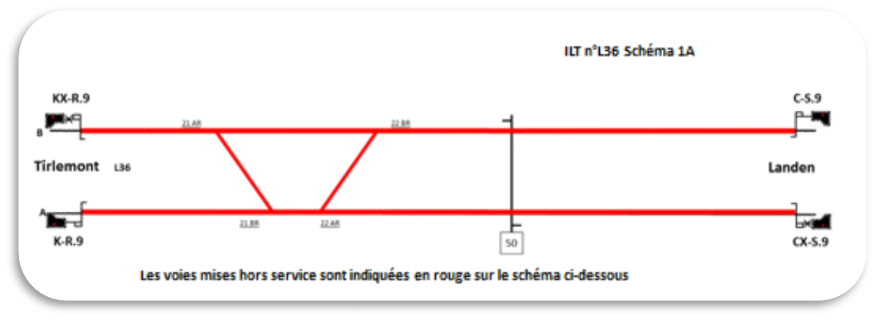 ILT n°L36 Schéma 1A
KX-R.9
C-S.9
21 AR
22 BR
B
Tirlemont L36
Landen
A
21 BR
22 AR
K-R.9
50
CX-S.9
Les voies mises hors service sont indiquées en rouge sur le schéma ci-dessous